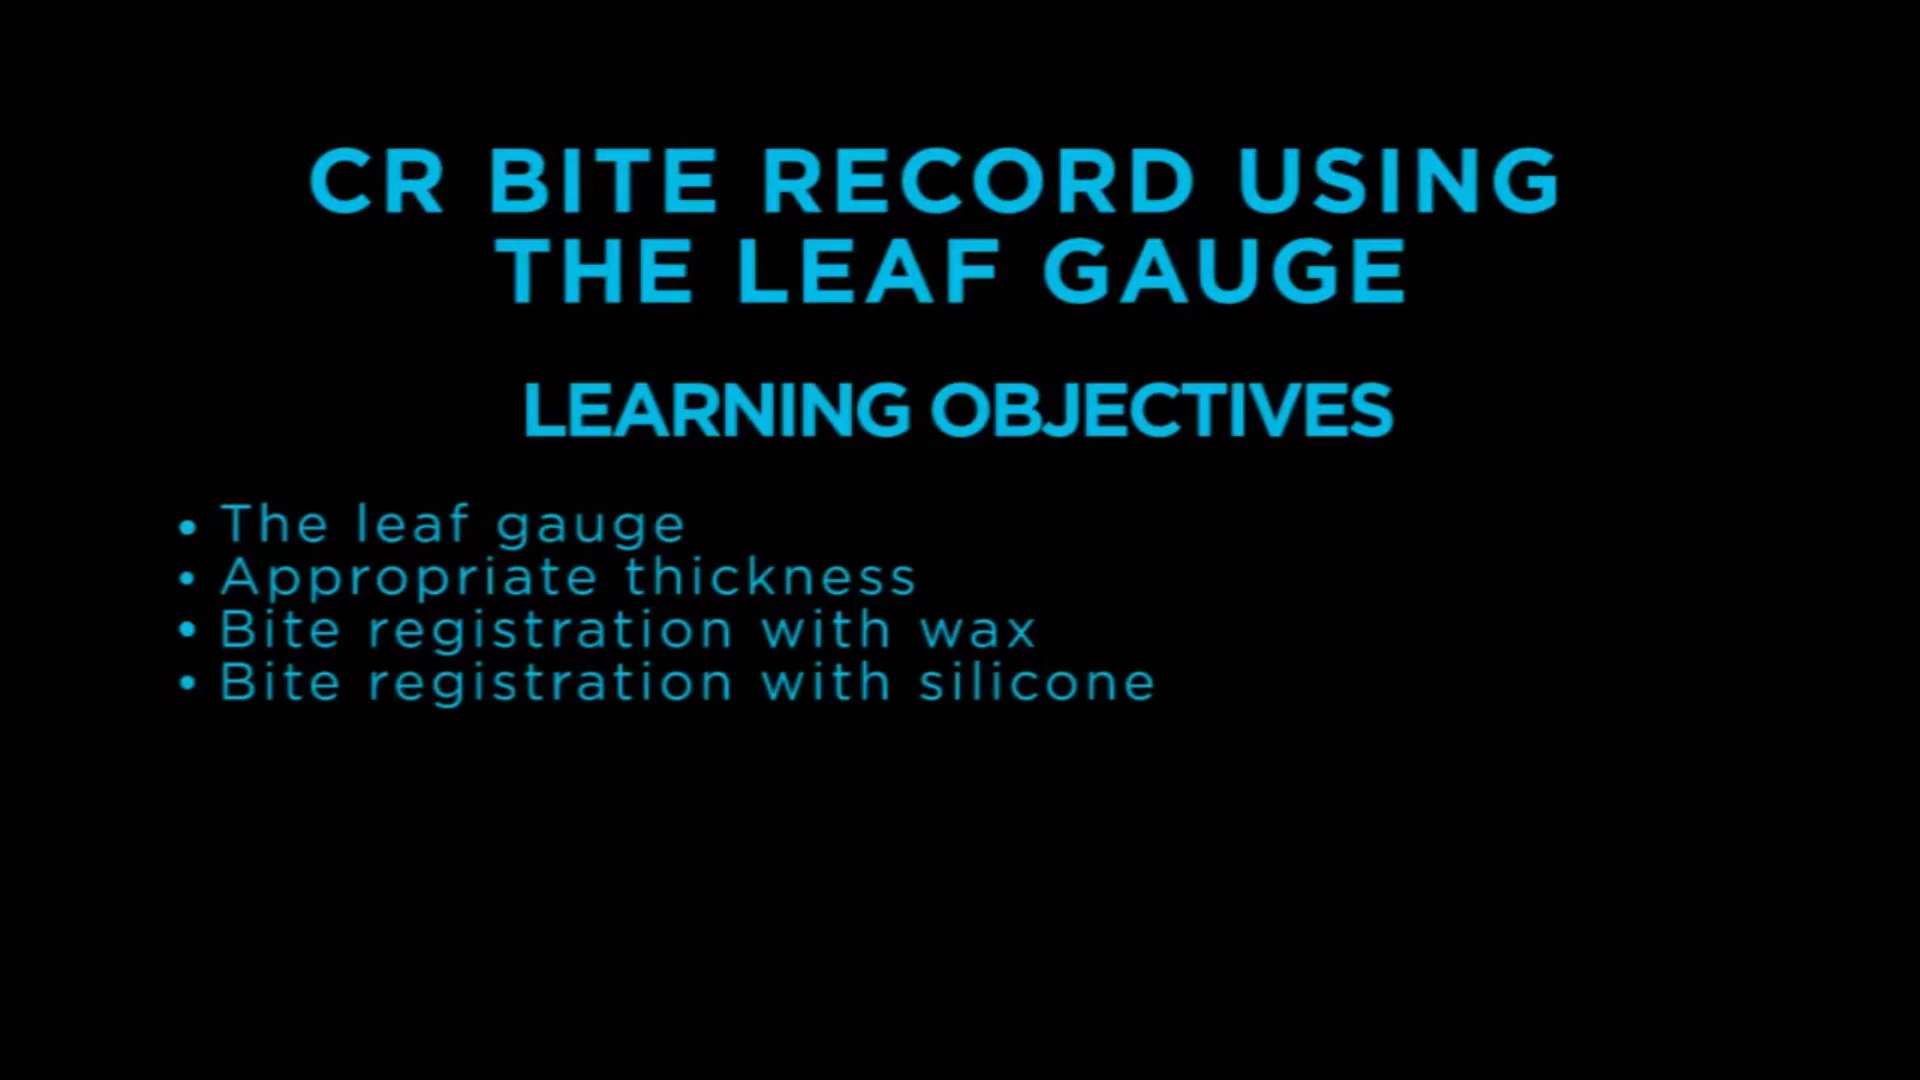 CR BITE RECORD USING
THE LEAF GAUGE
LEARNING OBJECTIVES
• The leaf gauge
• Appropriate thickness
• Bite registration with wax
• Bite registration with silicone